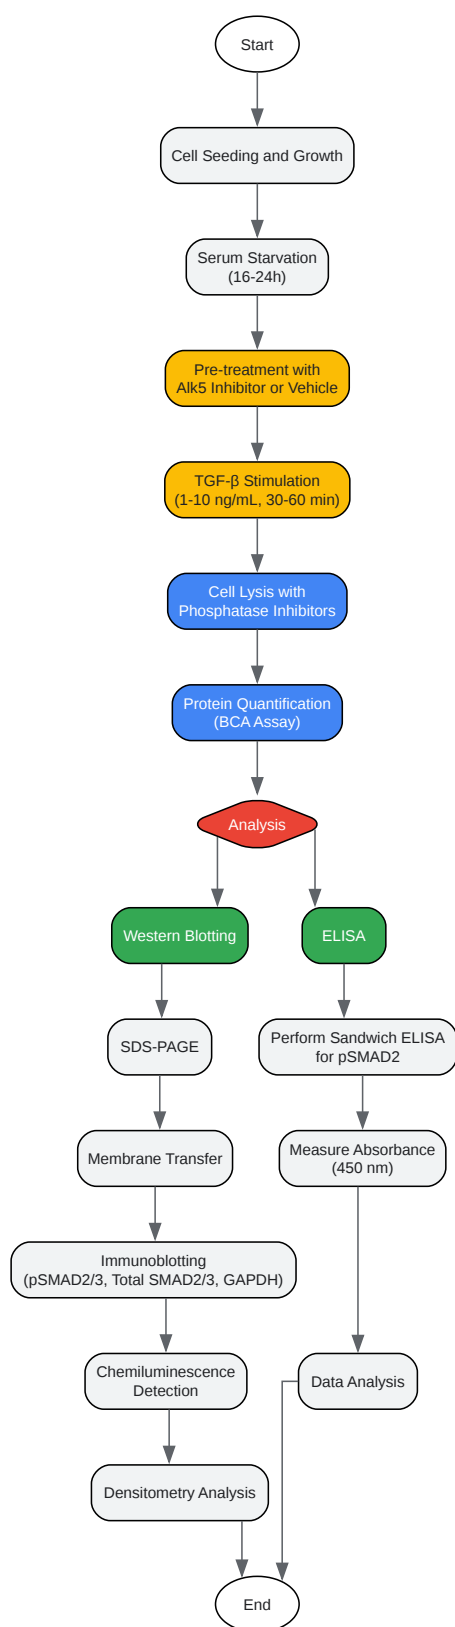 Start
Cell Seeding and Growth
Serum Starvation
(16-24h)
Pre-treatment with
Alk5 Inhibitor or Vehicle
TGF-β Stimulation
(1-10 ng/mL, 30-60 min)
Cell Lysis with
Phosphatase Inhibitors
Protein Quantification
(BCA Assay)
Analysis
Western Blotting
ELISA
SDS-PAGE
Perform Sandwich ELISA
for pSMAD2
Membrane Transfer
Measure Absorbance
(450 nm)
Immunoblotting
(pSMAD2/3, Total SMAD2/3, GAPDH)
Chemiluminescence
Detection
Data Analysis
Densitometry Analysis
End